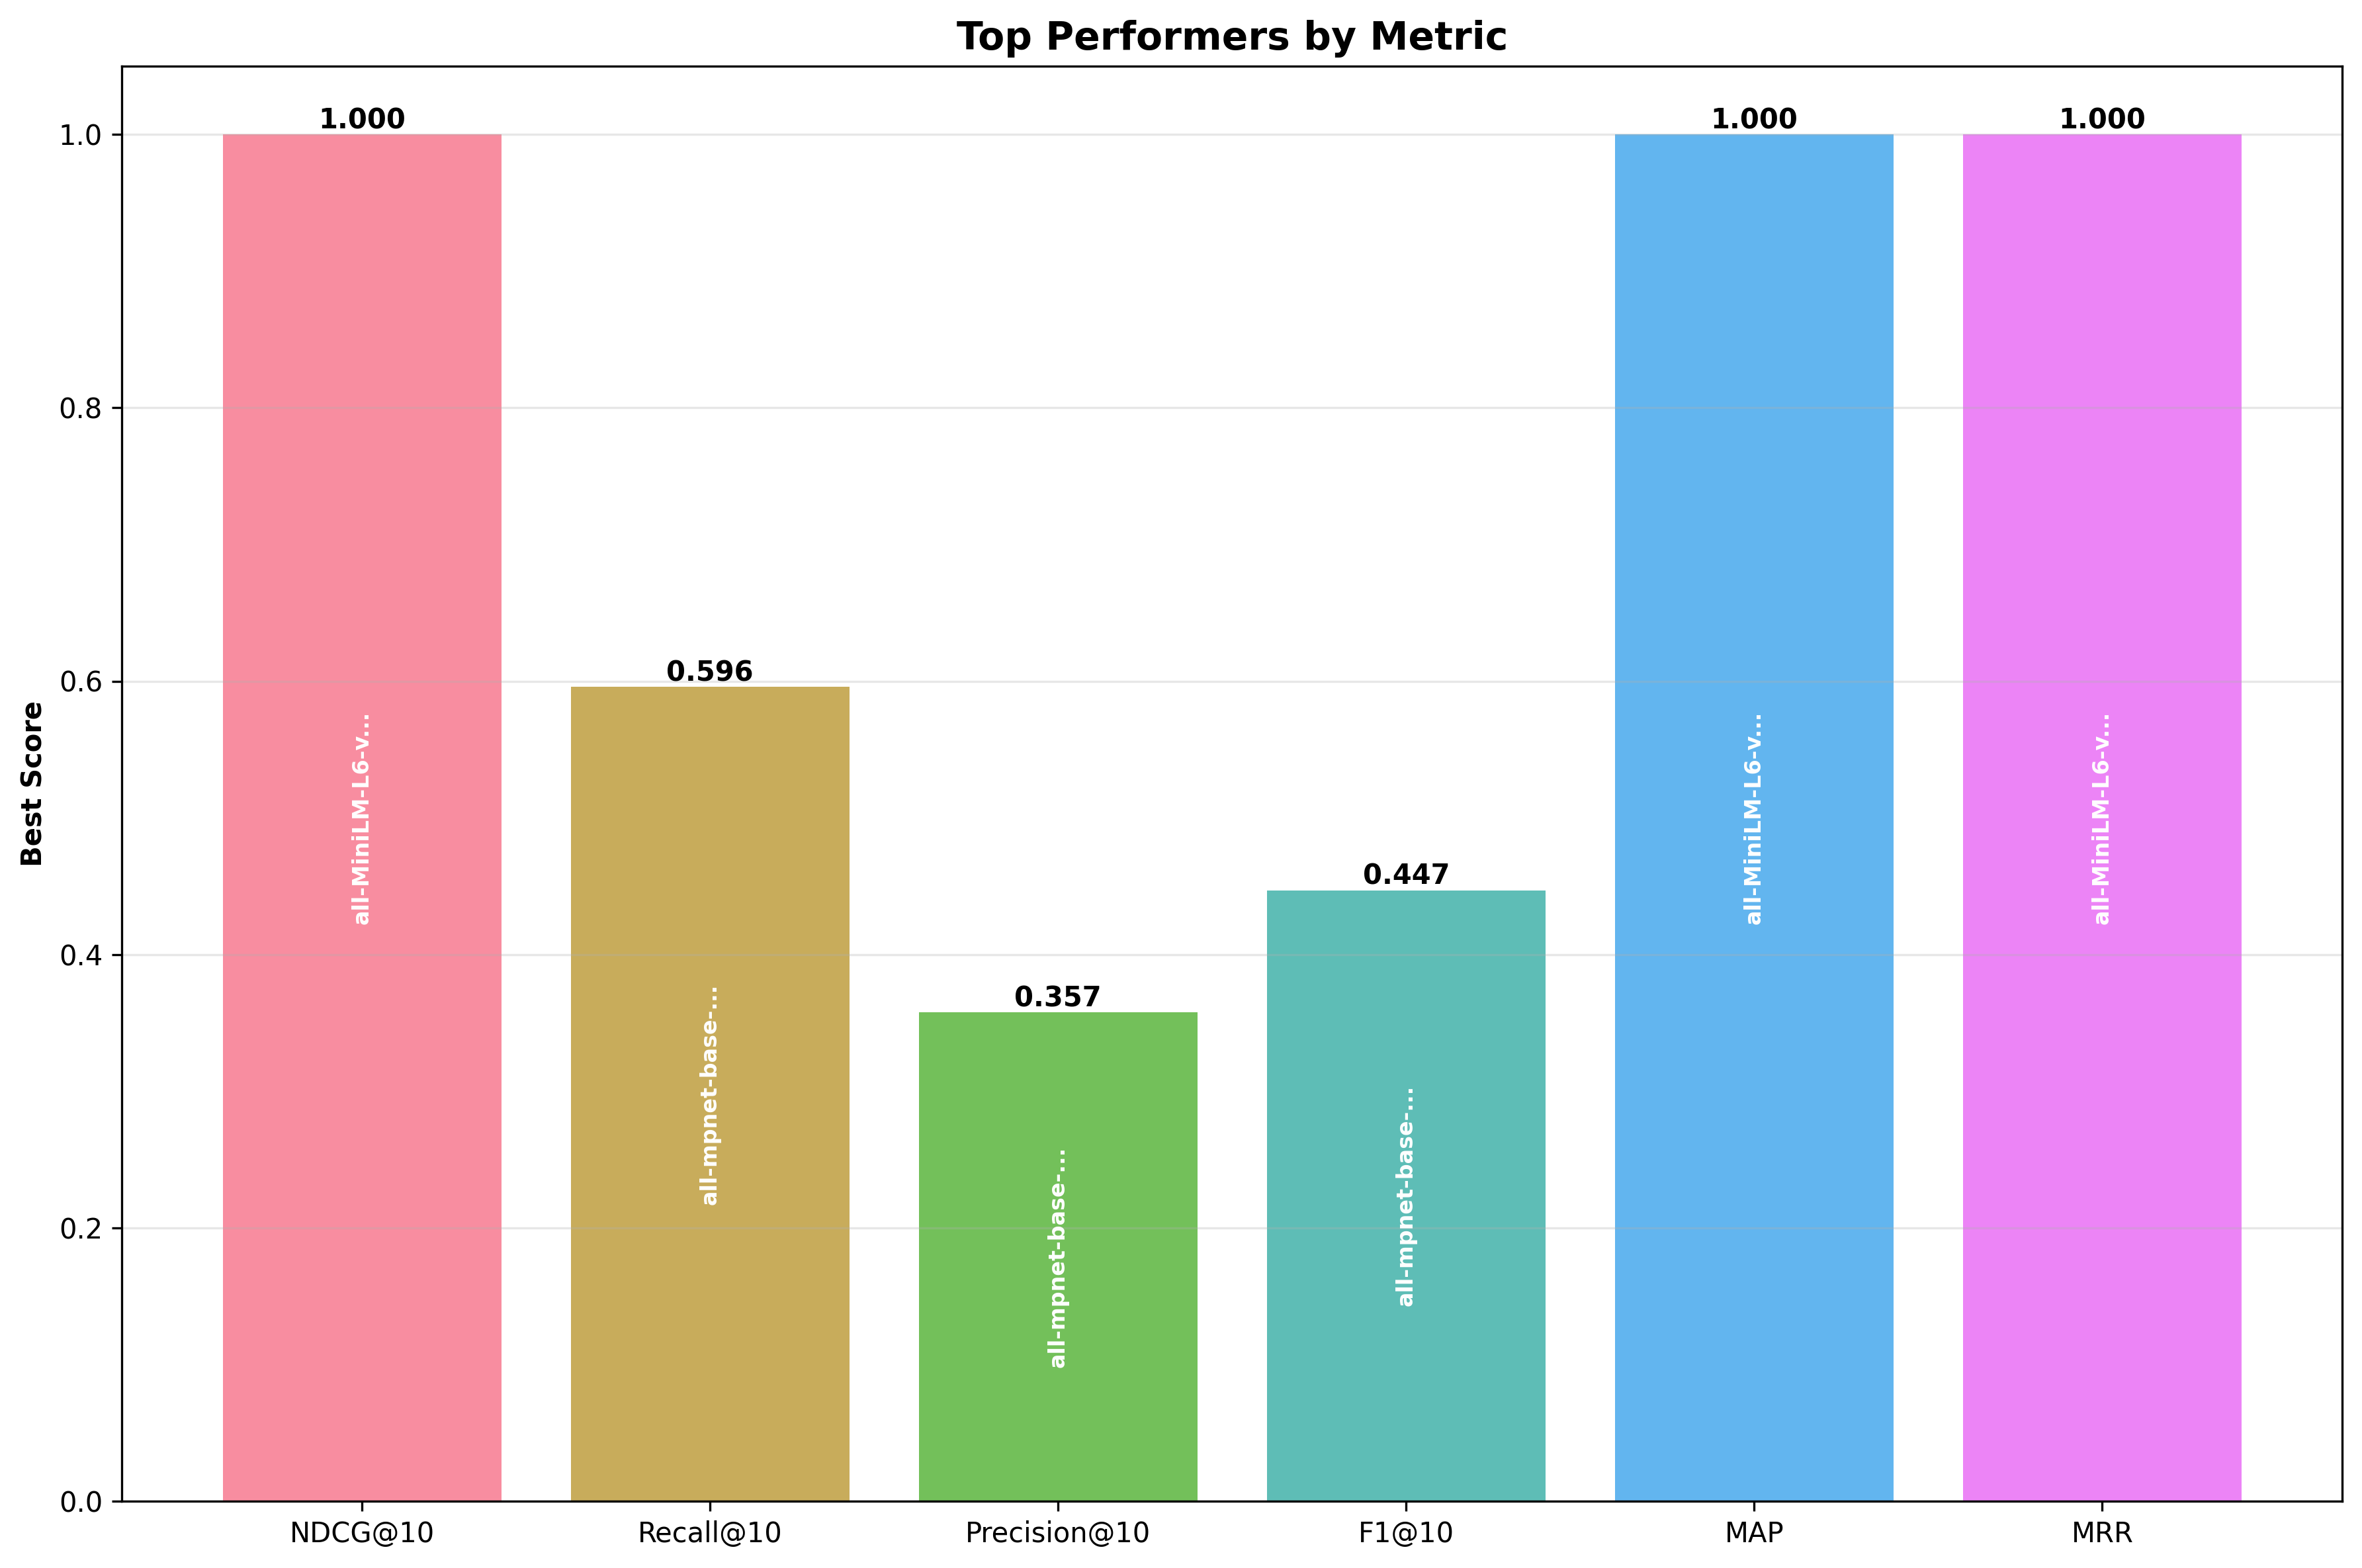 Top Performers by Metric
Best Score
1.0
0.8
0.6
0.4
0.2
0.0
1.000
0.596
0.357
0.447
1.000
1.000
all-MiniLM-L6-v...
all-mpnet-base-...
all-mpnet-base-...
all-mpnet-base-...
all-MiniLM-L6-v...
all-MiniLM-L6-v...
NDCG@10
Recall@10
Precision@10
F1@10
MAP
MRR